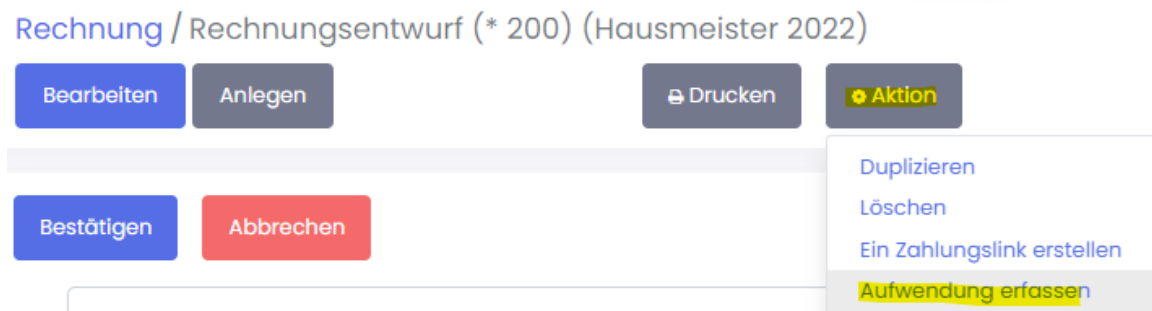 Rechnung / Rechnungsentwurf (* 200) (Hausmeister 2022)
Bearbeiten Anlegen Drucken Aktion
Duplizieren
Löschen
Bestätigen Abbrechen
Ein Zahlungslink erstellen
Aufwendung erfassen